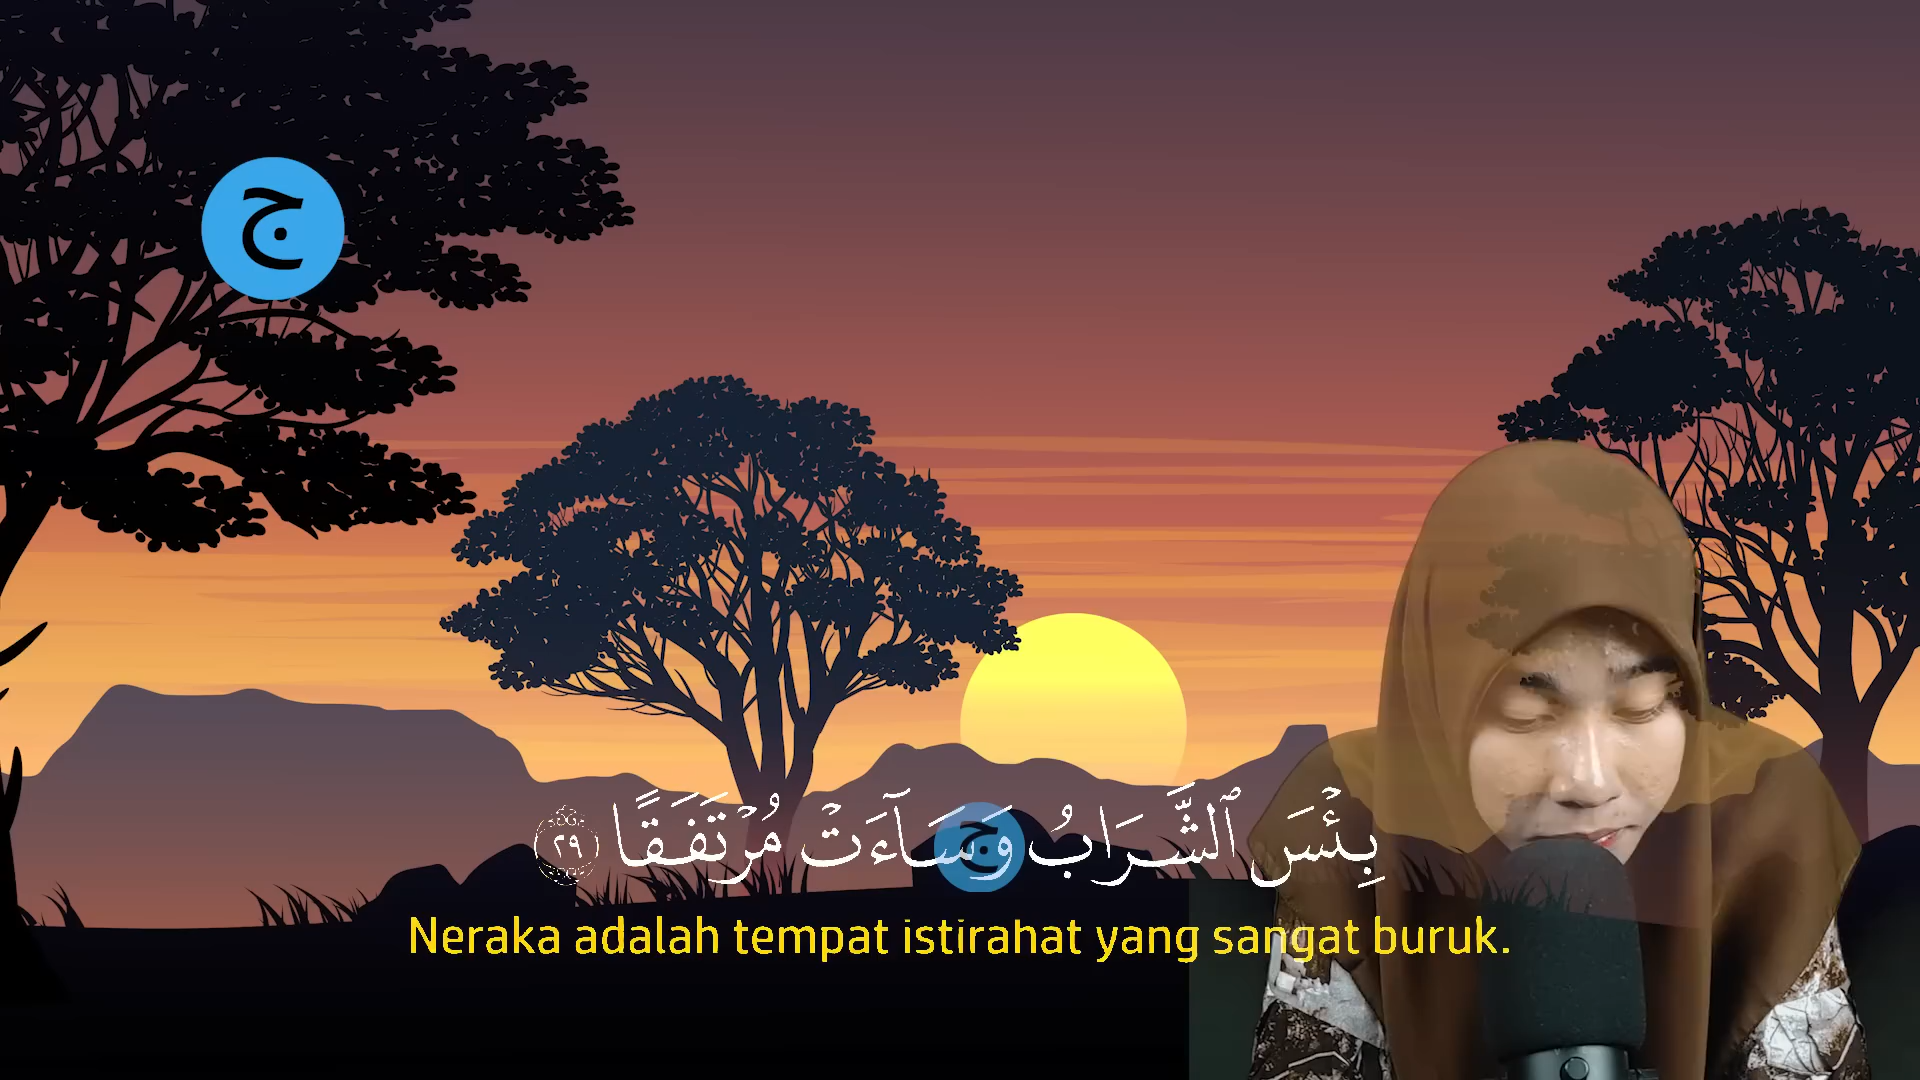 ج
بِئۡسَ ٱلشَّرَابُ وَسَآءَتۡ مُرۡتَفَقًا ٢٩
ج
Neraka adalah tempat istirahat yang sangat buruk.